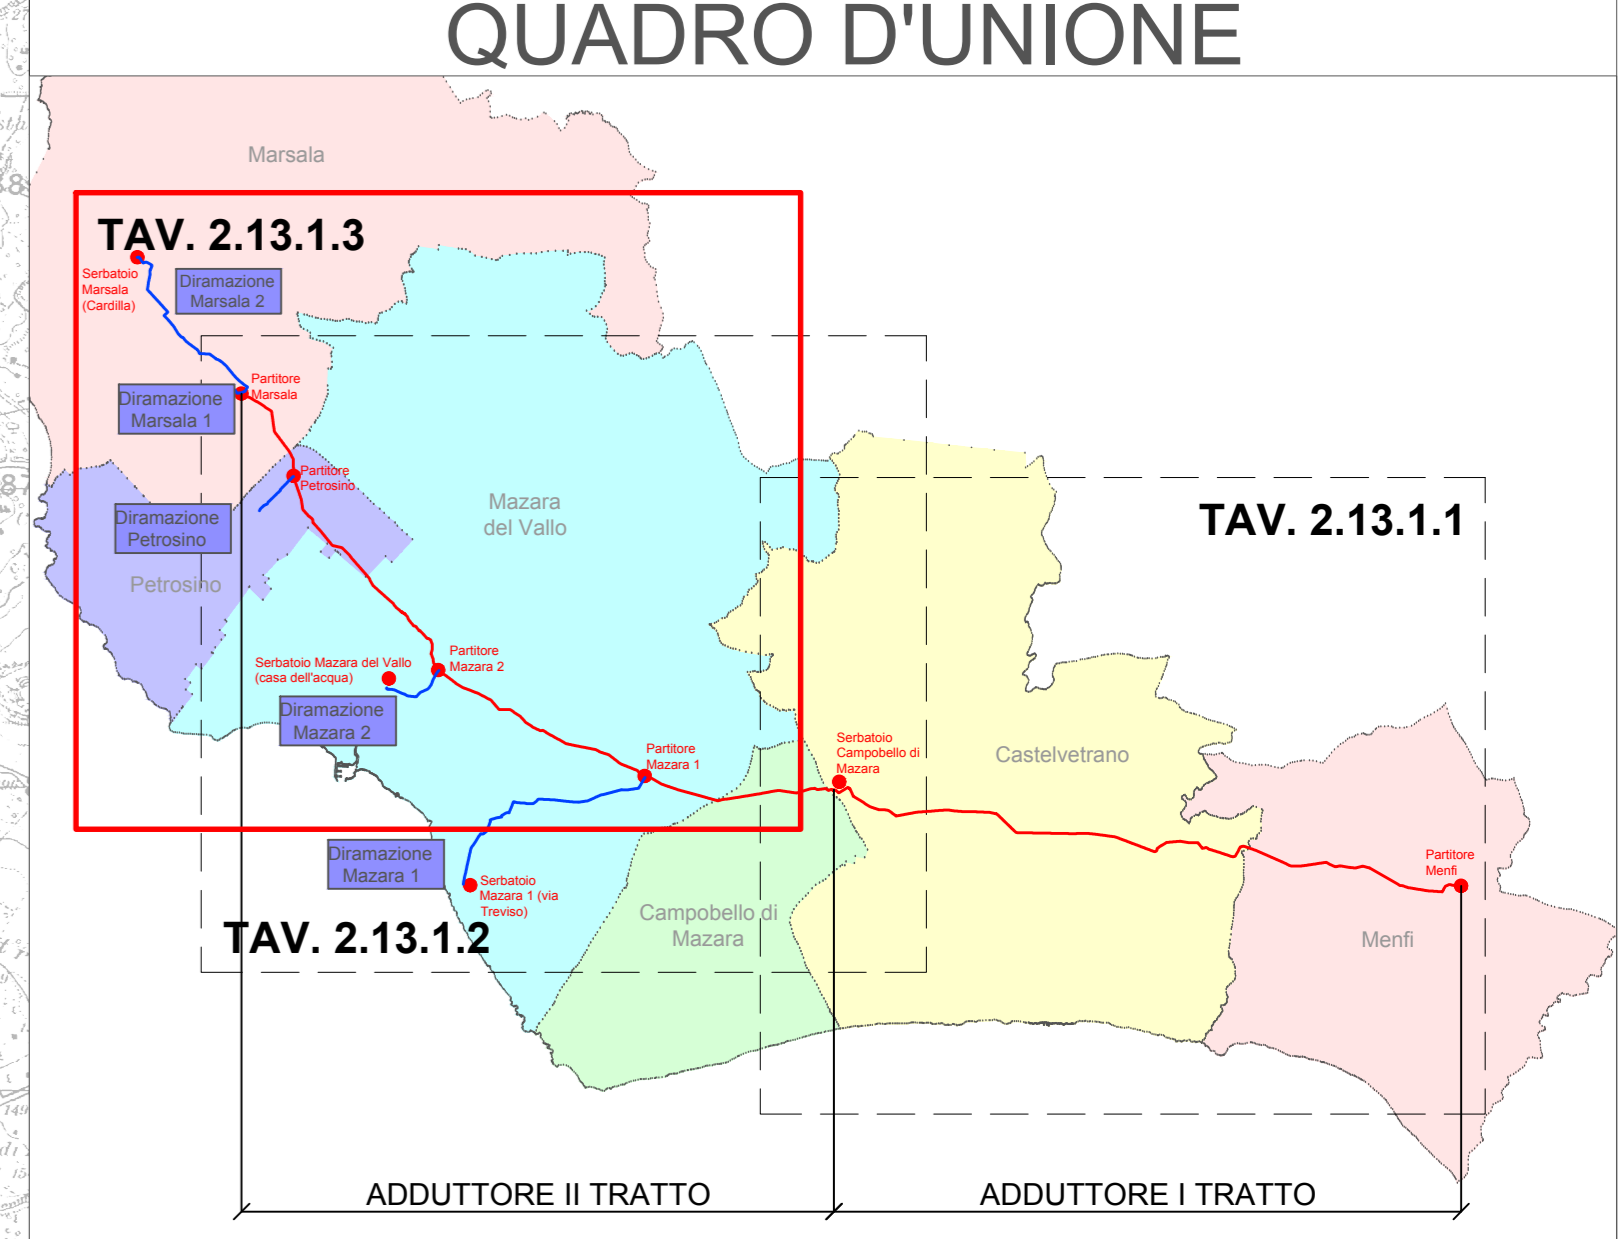 QUADRO D'UNIONE
Marsala
TAV. 2.13.1.3
Serbatoio
Marsala
(Cardilla)
Diramazione
Marsala 2
Partitore
Marsala
Diramazione
Marsala 1
Partitore
Petrosino
Diramazione
Petrosino
Petrosino
Mazara
del Vallo
TAV. 2.13.1.1
Serbatoio Mazara del Vallo
(casa dell'acqua)
Partitore
Mazara 2
Diramazione
Mazara 2
Partitore
Mazara 1
Serbatoio
Campobello di
Mazara
Castelvetrano
Diramazione
Mazara 1
Serbatoio
Mazara 1 (via
Treviso)
Partitore
Menfi
TAV. 2.13.1.2
Campobello di
Mazara
Menfi
ADDUTTORE II TRATTO
ADDUTTORE I TRATTO
149